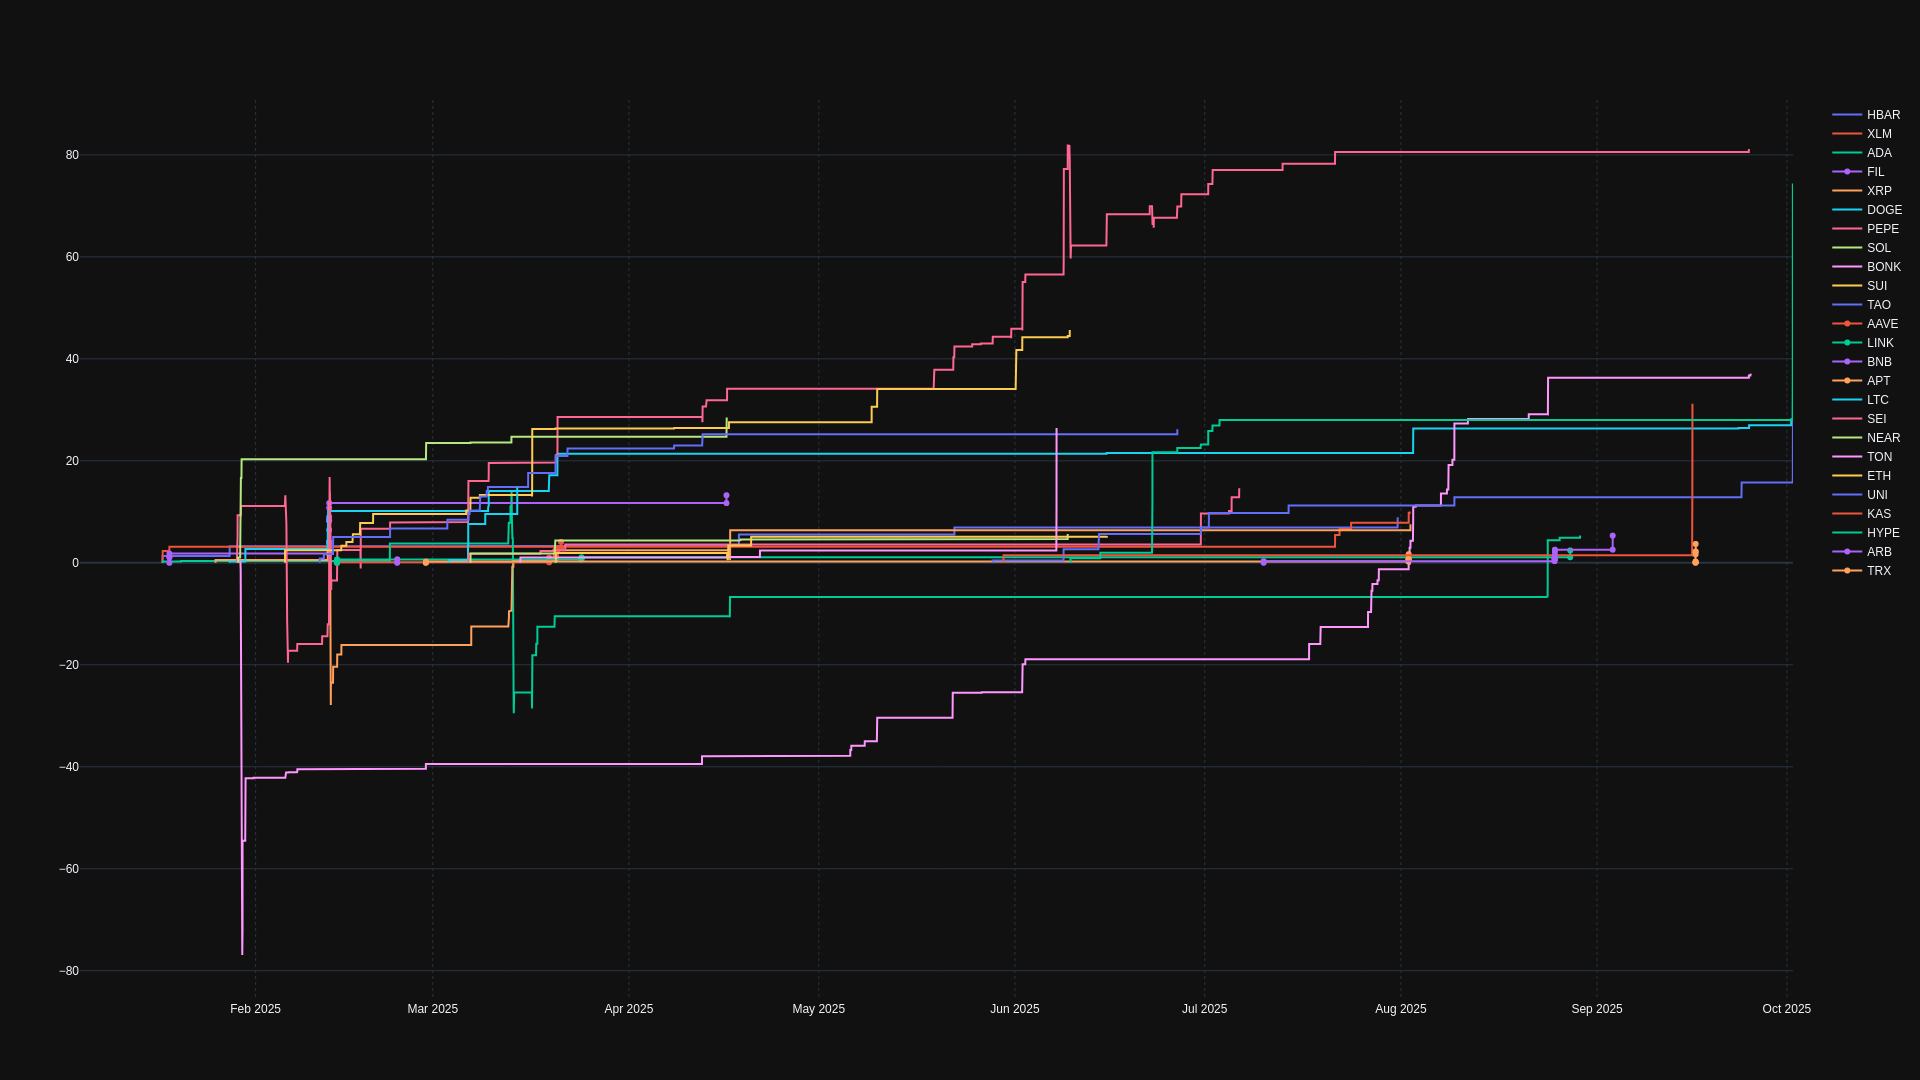 80
60
40
20
0
−20
−40
−60
−80
Feb 2025
Mar 2025
Apr 2025
May 2025
Jun 2025
Jul 2025
Aug 2025
Sep 2025
Oct 2025
HBAR
XLM
ADA
FIL
XRP
DOGE
PEPE
SOL
BONK
SUI
TAO
AAVE
LINK
BNB
APT
LTC
SEI
NEAR
TON
ETH
UNI
KAS
HYPE
ARB
TRX